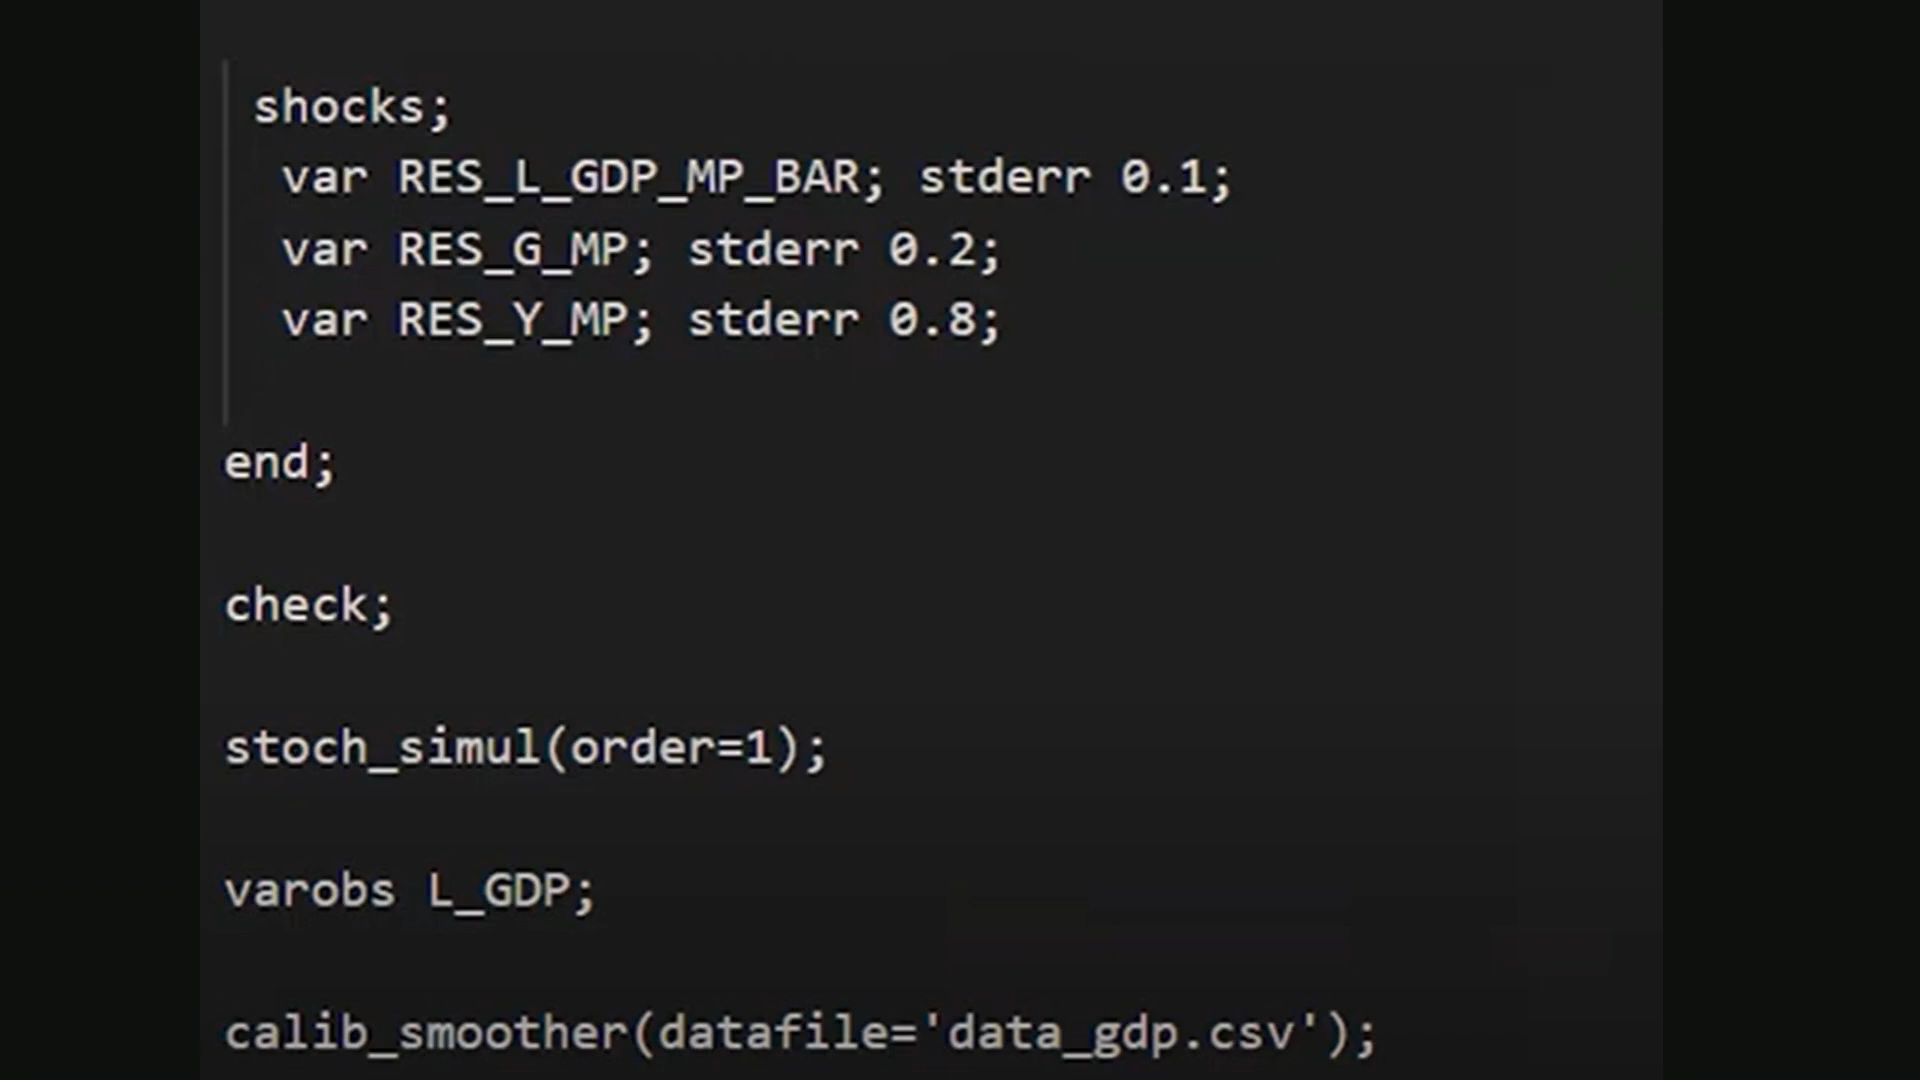 shocks;
var RES_L_GDP_MP_BAR; stderr 0.1;
var RES_G_MP; stderr 0.2;
var RES_Y_MP; stderr 0.8;
end;
check;
stoch_simul(order=1);
varobs L_GDP;
calib_smoother(datafile='data_gdp.csv');